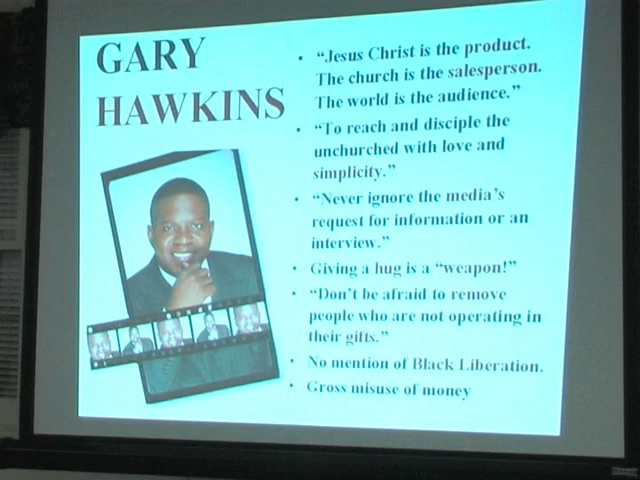 GARY
HAWKINS
• "Jesus Christ is the product.
The church is the salesperson.
The world is the audience."
• "To reach and disciple the
unchurched with love and
simplicity."
• "Never ignore the media's
request for information or an
interview."
• Giving a hug is a "weapon!"
• "Don't be afraid to remove
people who are not operating in
their gifts."
• No mention of Black Liberation.
• Gross misuse of money